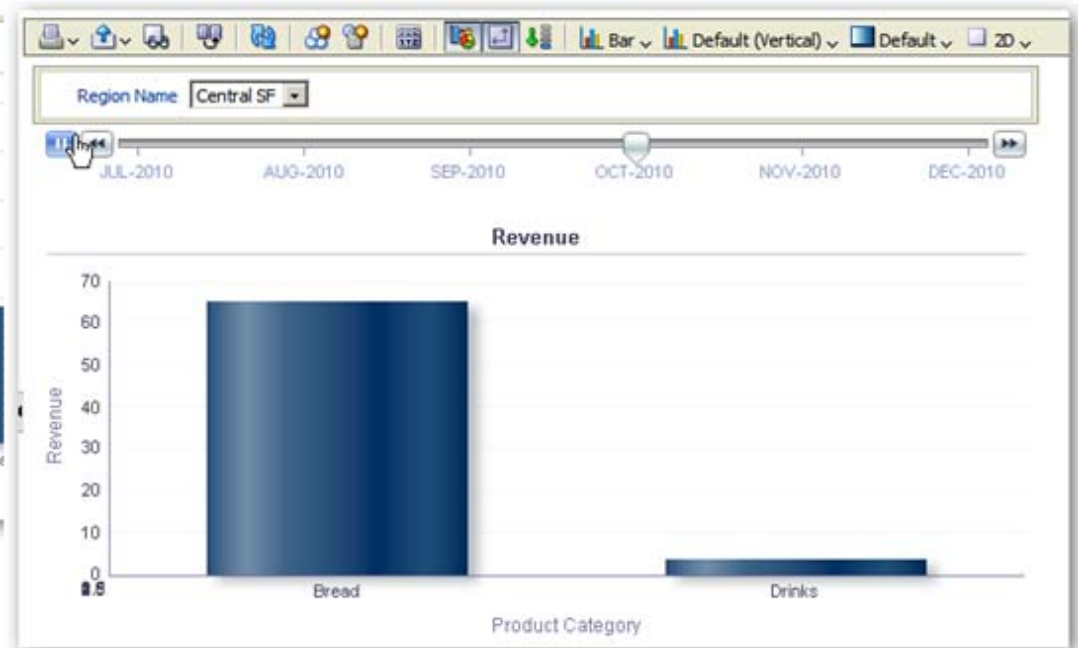 Bar Default (Vertical) Default 2D
Region Name Central SF
JUL-2010 AUG-2010 SEP-2010 OCT-2010 NOV-2010 DEC-2010
Revenue
70
60
50
40
30
20
10
0
Revenue
Bread Drinks
Product Category